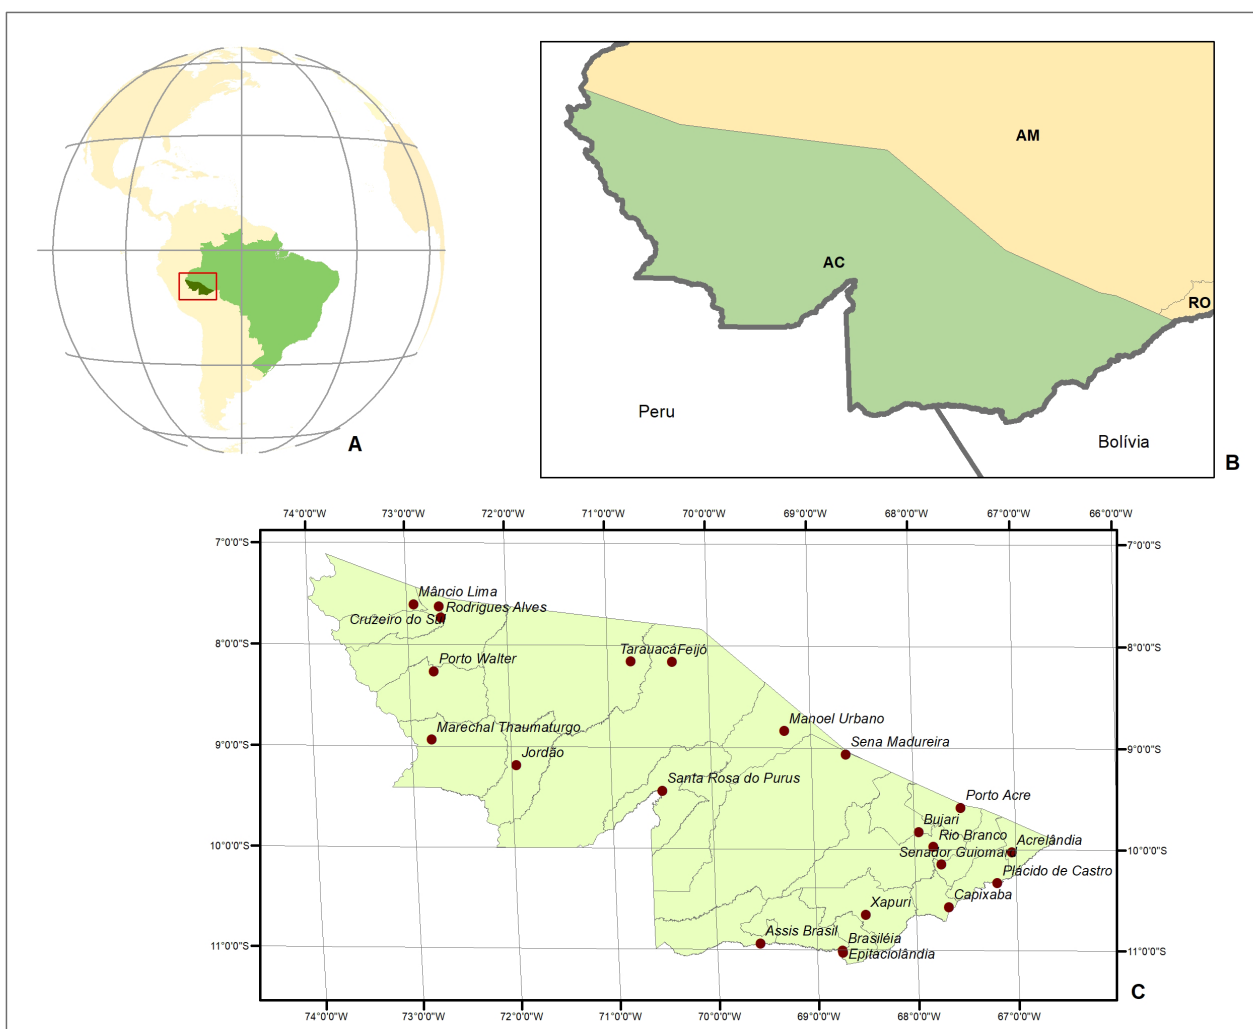 A
AM
AC
RO
Peru
Bolívia
B
74°0'0"W 73°0'0"W 72°0'0"W 71°0'0"W 70°0'0"W 69°0'0"W 68°0'0"W 67°0'0"W 66°0'0"W
7°0'0"S 7°0'0"S
Mâncio Lima
Rodrigues Alves
Cruzeiro do Sul
8°0'0"S 8°0'0"S
Tarauacá Feijó
Porto Walter
Manoel Urbano
Marechal Thaumaturgo
Sena Madureira
9°0'0"S 9°0'0"S
Jordão
Santa Rosa do Purus
Porto Acre
Bujari
Rio Branco
Acrelândia
10°0'0"S 10°0'0"S
Senador Guiomard
Plácido de Castro
Capixaba
Xapuri
Assis Brasil
Brasiléia
11°0'0"S 11°0'0"S
Epitaciolândia
C
74°0'0"W 73°0'0"W 72°0'0"W 71°0'0"W 70°0'0"W 69°0'0"W 68°0'0"W 67°0'0"W